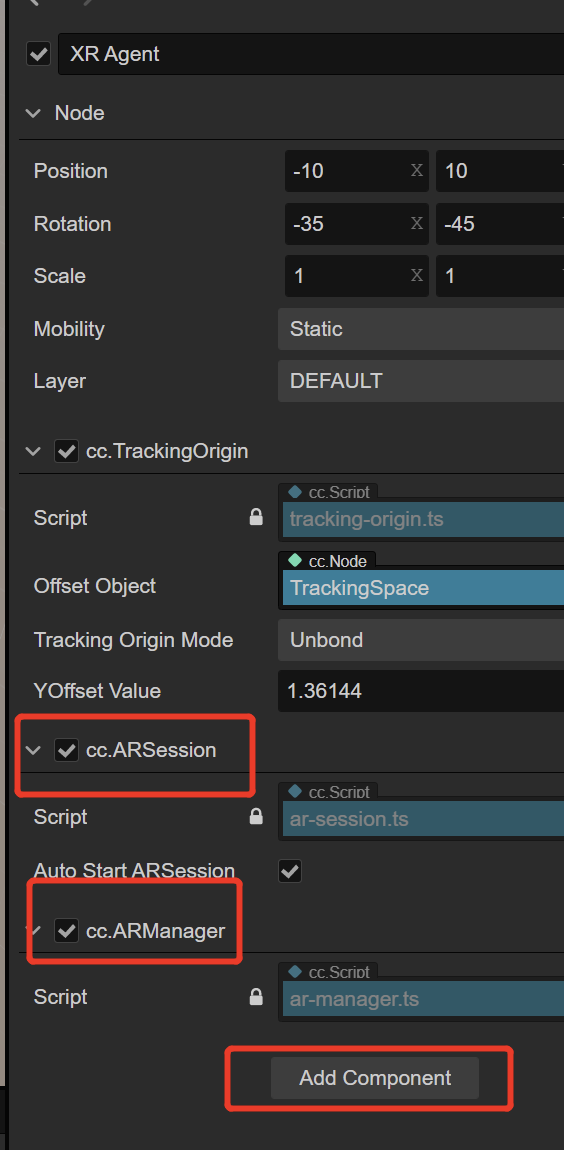 XR Agent
Node
Position -10 X 10
Rotation -35 X -45
Scale 1 X 1
Mobility Static
Layer DEFAULT
cc.TrackingOrigin
cc.Script
Script tracking-origin.ts
cc.Node
Offset Object TrackingSpace
Tracking Origin Mode Unbond
YOffset Value 1.36144
cc.ARSession
cc.Script
Script ar-session.ts
Auto Start ARSession
cc.ARManager
cc.Script
Script ar-manager.ts
Add Component